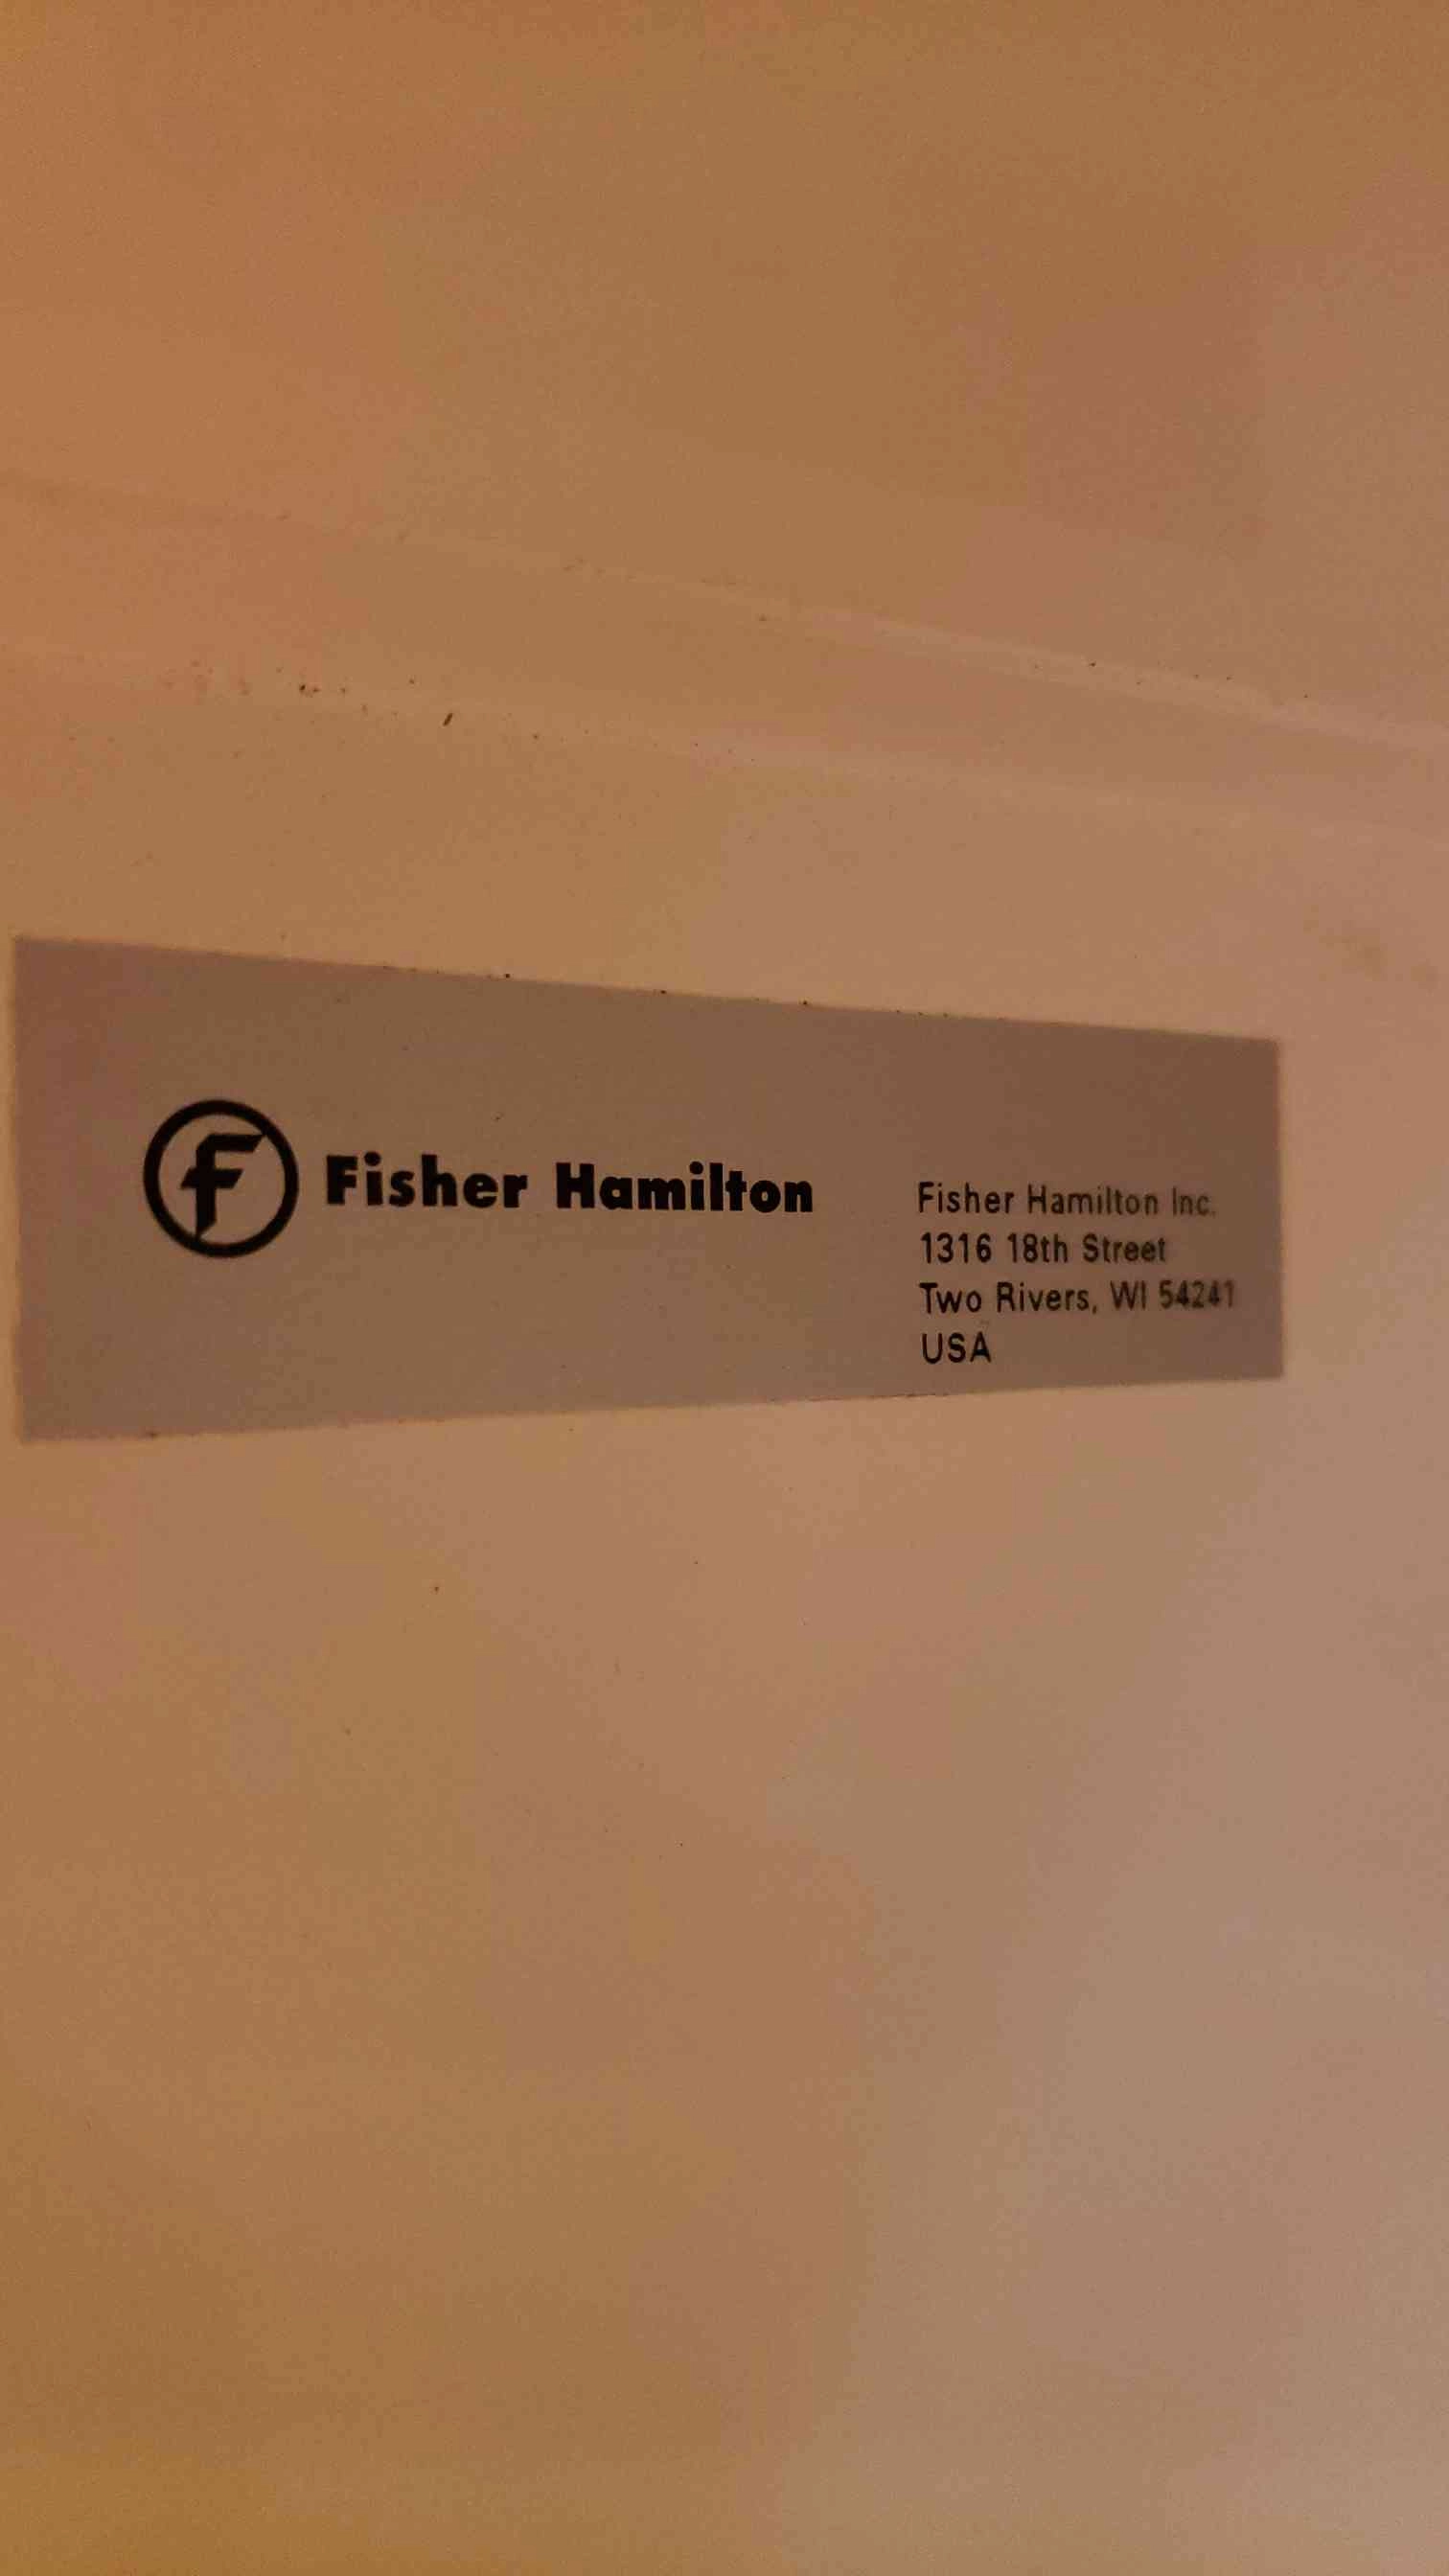 Fisher Hamilton
Fisher Hamilton Inc.
1316 18th Street
Two Rivers, WI 54241
USA